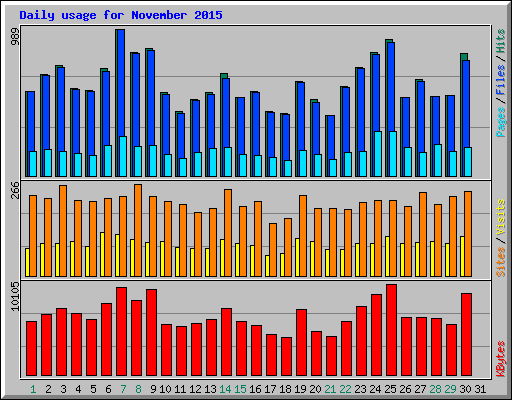 Daily usage for November 2015
989
266
10105
Pages / Files / Hits
Sites / Visits
KBytes
1 2 3 4 5 6 7 8 9 10 11 12 13 14 15 16 17 18 19 20 21 22 23 24 25 26 27 28 29 30 31